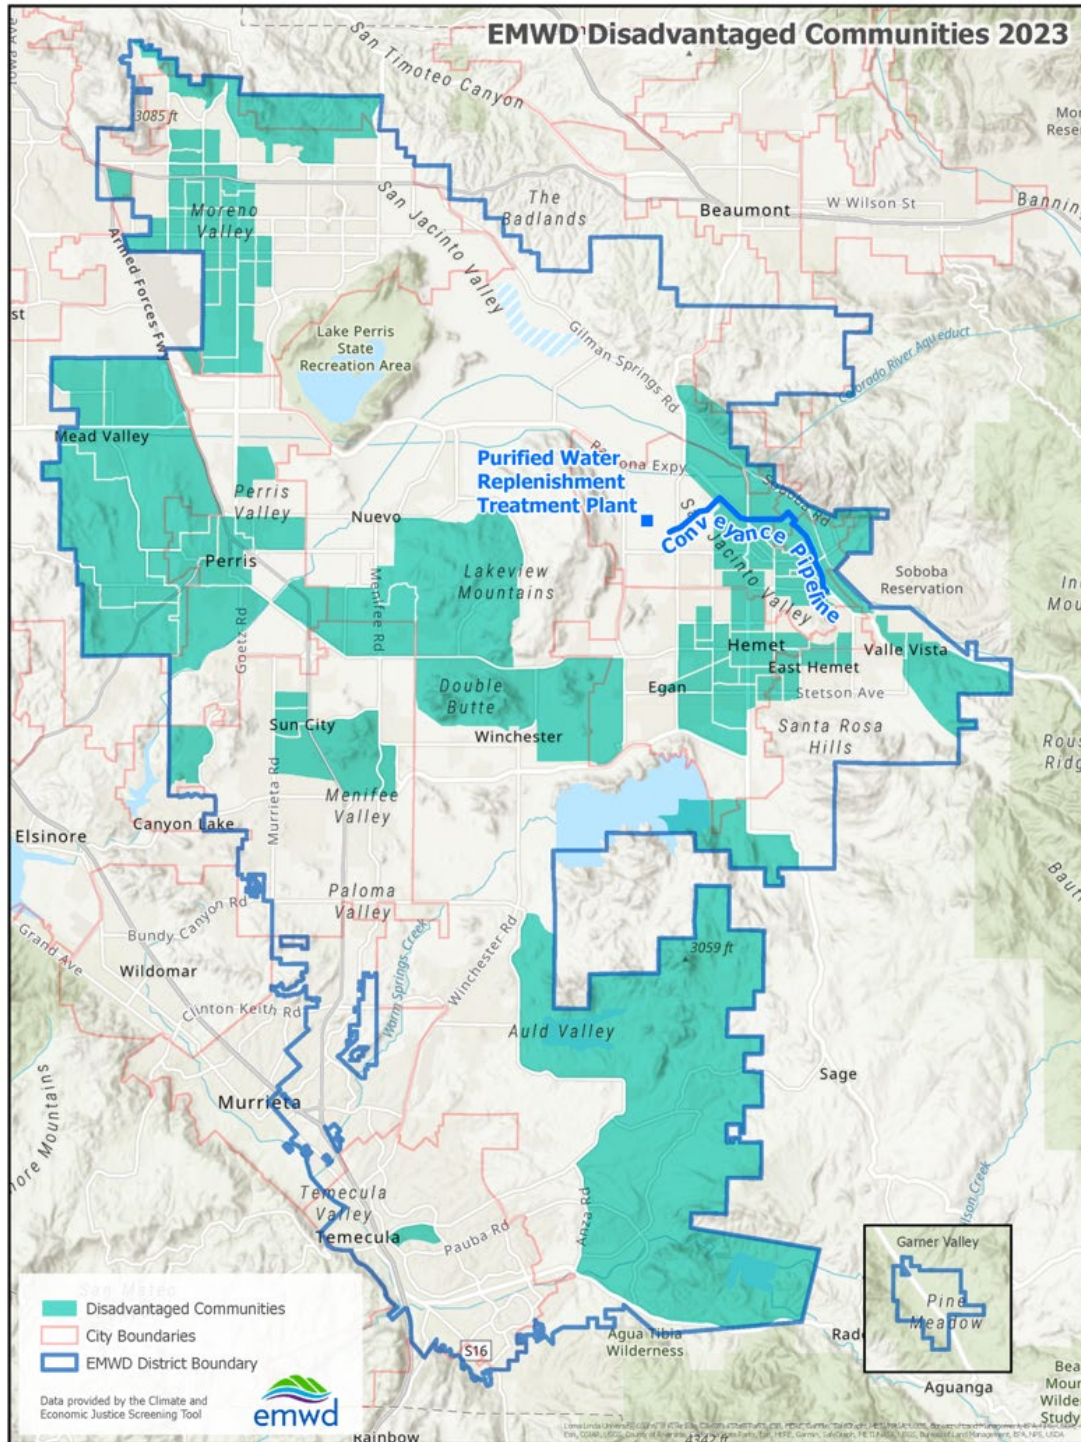 EMWD Disadvantaged Communities 2023
San Timoteo Canyon
3085 ft
The
Badlands
Beaumont
W Wilson St
Moreno
Valley
San Jacinto Valley
Armed Forces Fwy
st
Lake Perris
State
Recreation Area
Gilman Springs Rd
Colorado River Aqueduct
Mead Valley
Purified Water
Replenishment
Treatment Plant
Ramona Expy
Soboba Rd
Perris
Valley
Nuevo
Conveyance Pipeline
San Jacinto Valley
Perris
Lakeview
Mountains
Soboba
Reservation
Menifee Rd
Goetz Rd
Hemet
East Hemet
Valle Vista
Double
Butte
Egan
Stetson Ave
Sun City
Winchester
Santa Rosa
Hills
Murrieta Rd
Menifee
Valley
Canyon Lake
Elsinore
Paloma
Valley
Bundy Canyon Rd
Grand Ave
Wildomar
Winchester Rd
3059 ft
Clinton Keith Rd
Warm Springs Creek
Auld Valley
Sage
Murrieta
Temecula
Valley
Temecula
Pauba Rd
Anza Rd
Garner Valley
Pine
Meadow
Disadvantaged Communities
City Boundaries
EMWD District Boundary
S16
Agua Tibia
Wilderness
Aguanga
Data provided by the Climate and
Economic Justice Screening Tool
emwd
Rainbow
4342 ft